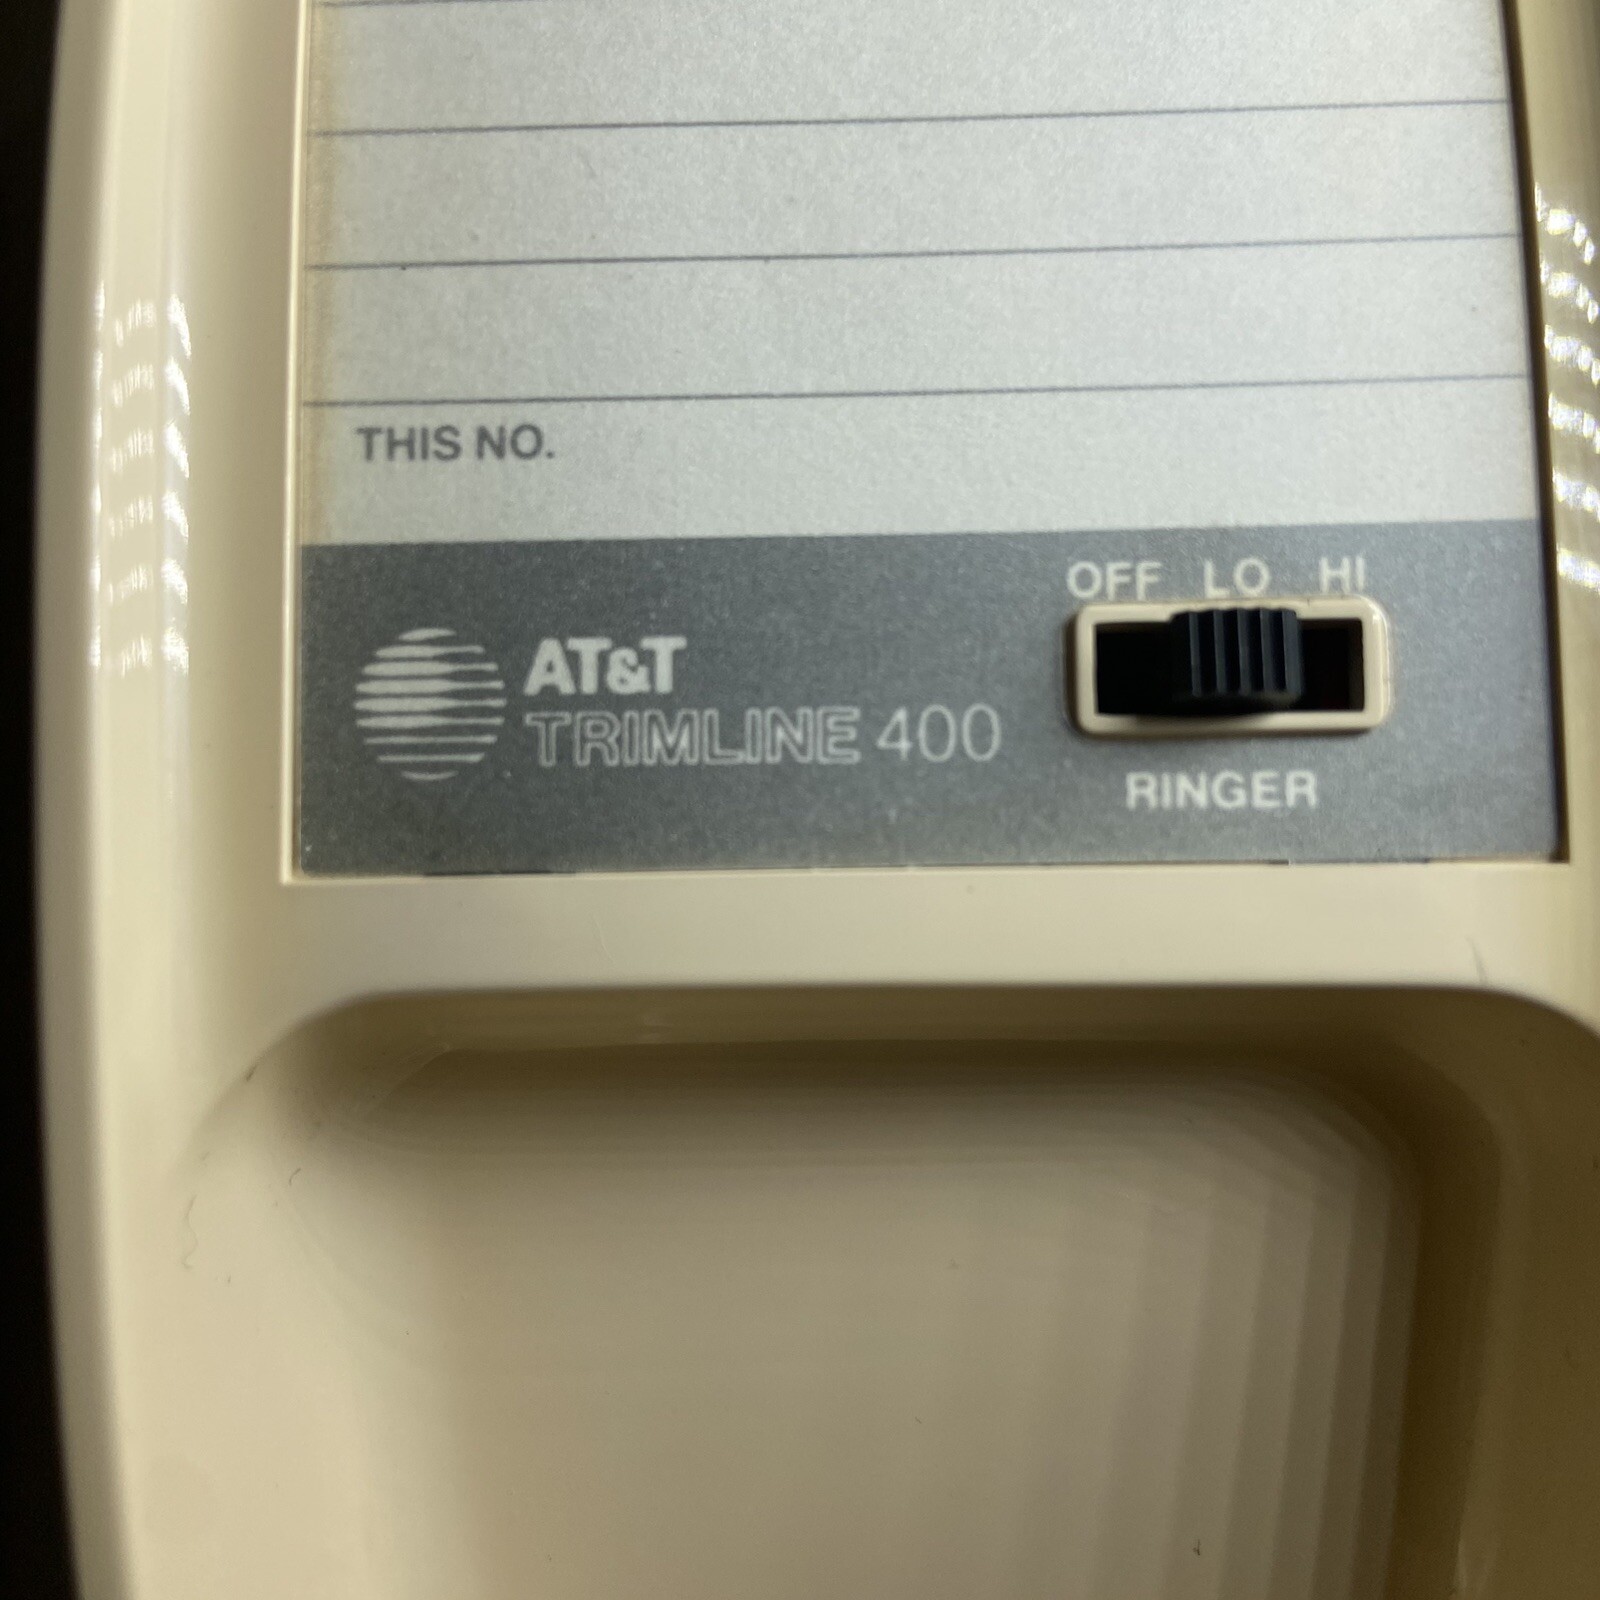 THIS NO.
OFF LO HI
AT&T
TRIMLINE 400
RINGER